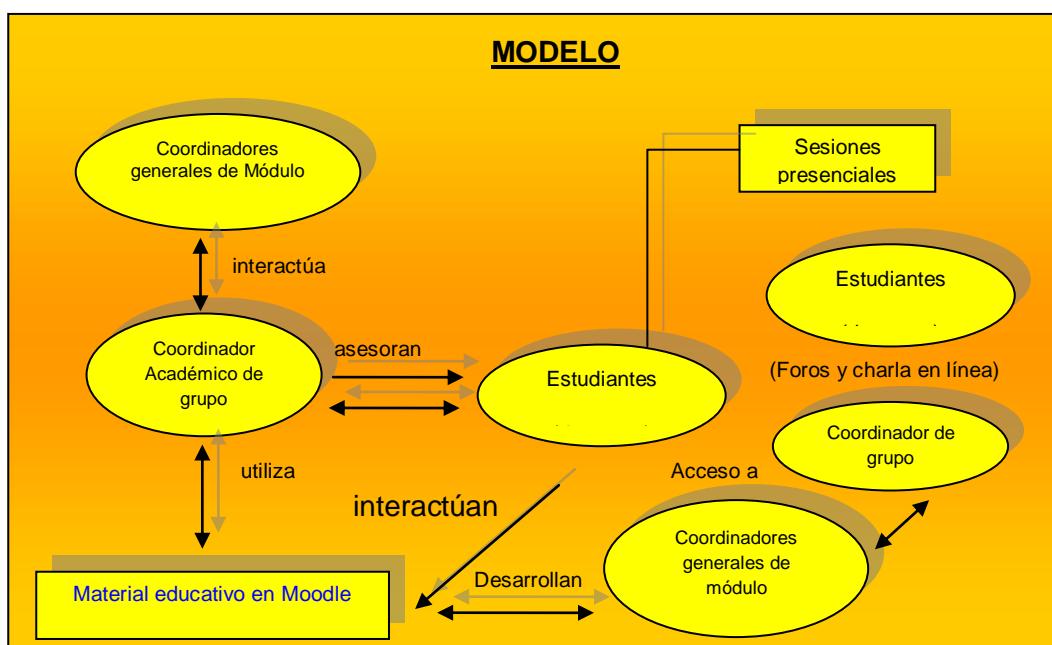 MODELO
Coordinadores
generales de Módulo
Sesiones
presenciales
interactúa
Estudiantes
Coordinador
Académico de
grupo
asesoran
Estudiantes
(Foros y charla en línea)
Coordinador de
grupo
utiliza
Acceso a
interactúan
Coordinadores
generales de
módulo
Desarrollan
Material educativo en Moodle